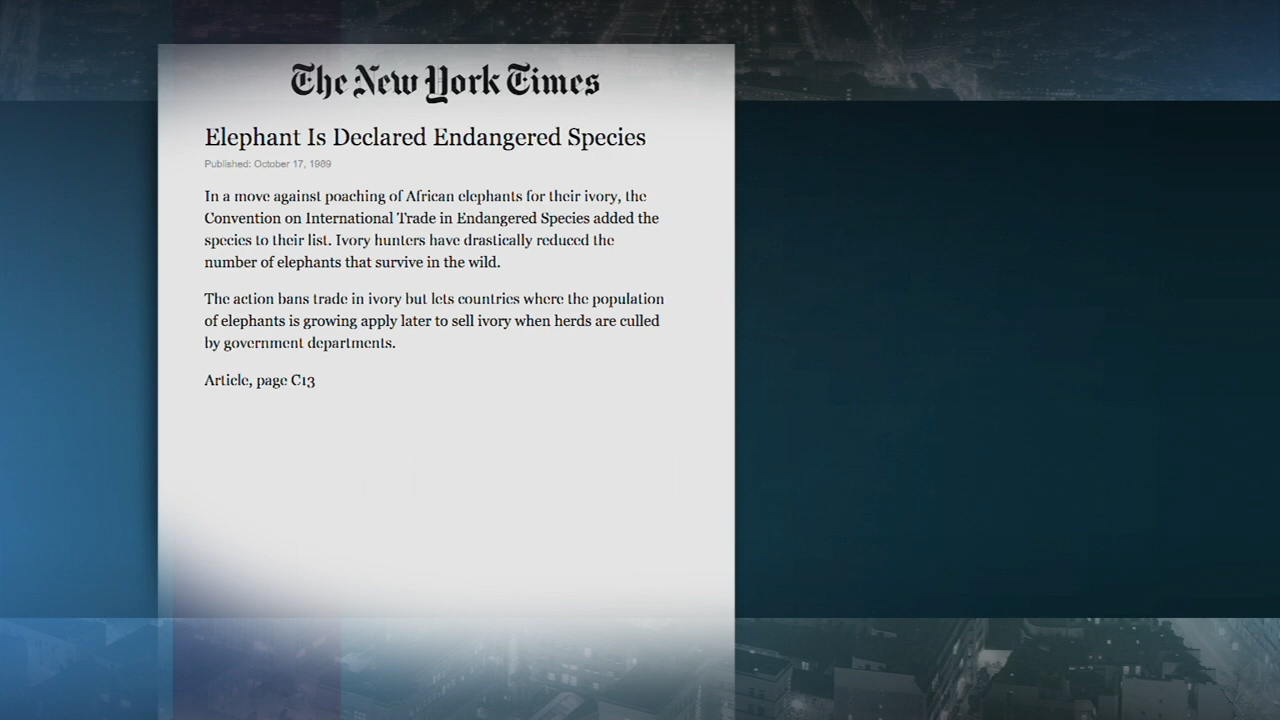 The New York Times
Elephant Is Declared Endangered Species
Published: October 17, 1989
In a move against poaching of African elephants for their ivory, the
Convention on International Trade in Endangered Species added the
species to their list. Ivory hunters have drastically reduced the
number of elephants that survive in the wild.
The action bans trade in ivory but lets countries where the population
of elephants is growing apply later to sell ivory when herds are culled
by government departments.
Article, page C13